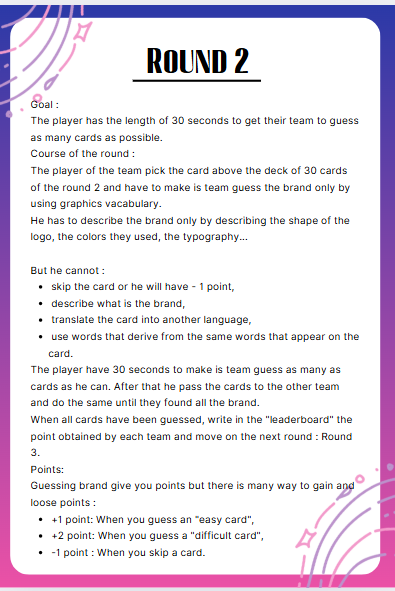 ROUND 2
Goal :
The player has the length of 30 seconds to get their team to guess
as many cards as possible.
Course of the round :
The player of the team pick the card above the deck of 30 cards
of the round 2 and have to make is team guess the brand only by
using graphics vacabulary.
He has to describe the brand only by describing the shape of the
logo, the colors they used, the typography...
But he cannot :
• skip the card or he will have - 1 point,
• describe what is the brand,
• translate the card into another language,
• use words that derive from the same words that appear on the
card.
The player have 30 seconds to make is team guess as many as
cards as he can. After that he pass the cards to the other team
and do the same until they found all the brand.
When all cards have been guessed, write in the "leaderboard" the
point obtained by each team and move on the next round : Round
3.
Points:
Guessing brand give you points but there is many way to gain and
loose points :
• +1 point: When you guess an "easy card",
• +2 point: When you guess a "difficult card",
• -1 point : When you skip a card.